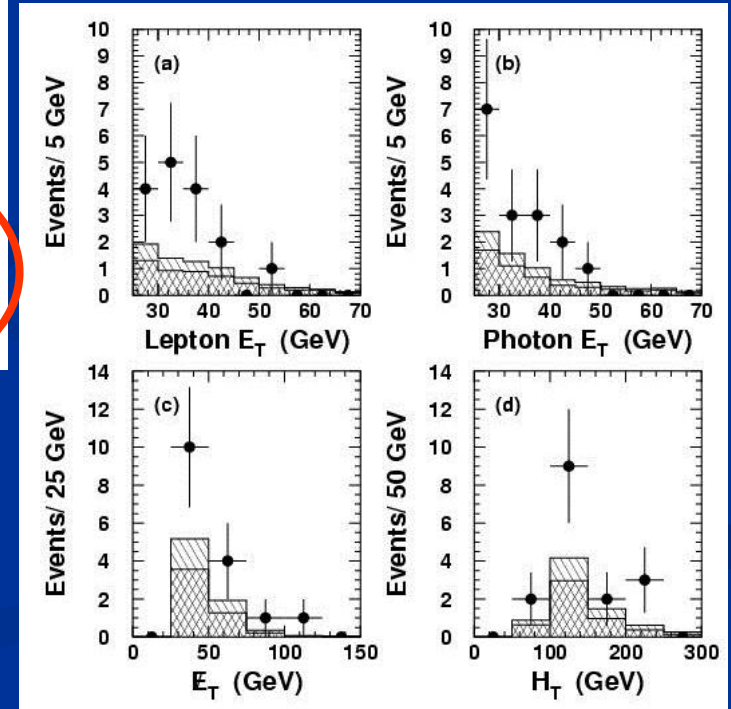 (a)
10
9
8
7
6
5
4
3
2
1
0
Events/ 5 GeV
30 40 50 60 70
Lepton E_T (GeV)
(b)
10
9
8
7
6
5
4
3
2
1
0
Events/ 5 GeV
30 40 50 60 70
Photon E_T (GeV)
(c)
14
12
10
8
6
4
2
0
Events/ 25 GeV
0 50 100 150
E̸_T (GeV)
(d)
14
12
10
8
6
4
2
0
Events/ 50 GeV
0 100 200 300
H_T (GeV)